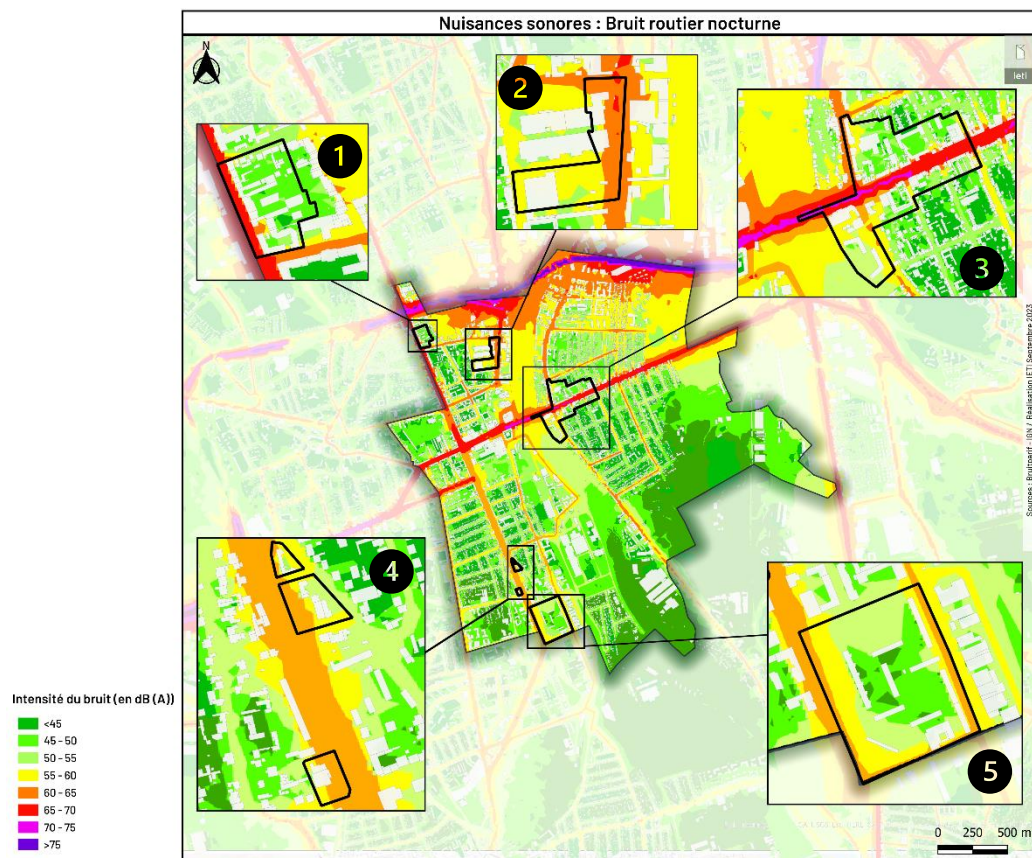 Nuisances sonores : Bruit routier nocturne
N
ieti
1
2
3
4
5
Sources : Bruitparif - IGN / Réalisation IETI Septembre 2023
Intensité du bruit (en dB (A))
<45
45 - 50
50 - 55
55 - 60
60 - 65
65 - 70
70 - 75
>75
0 250 500 m